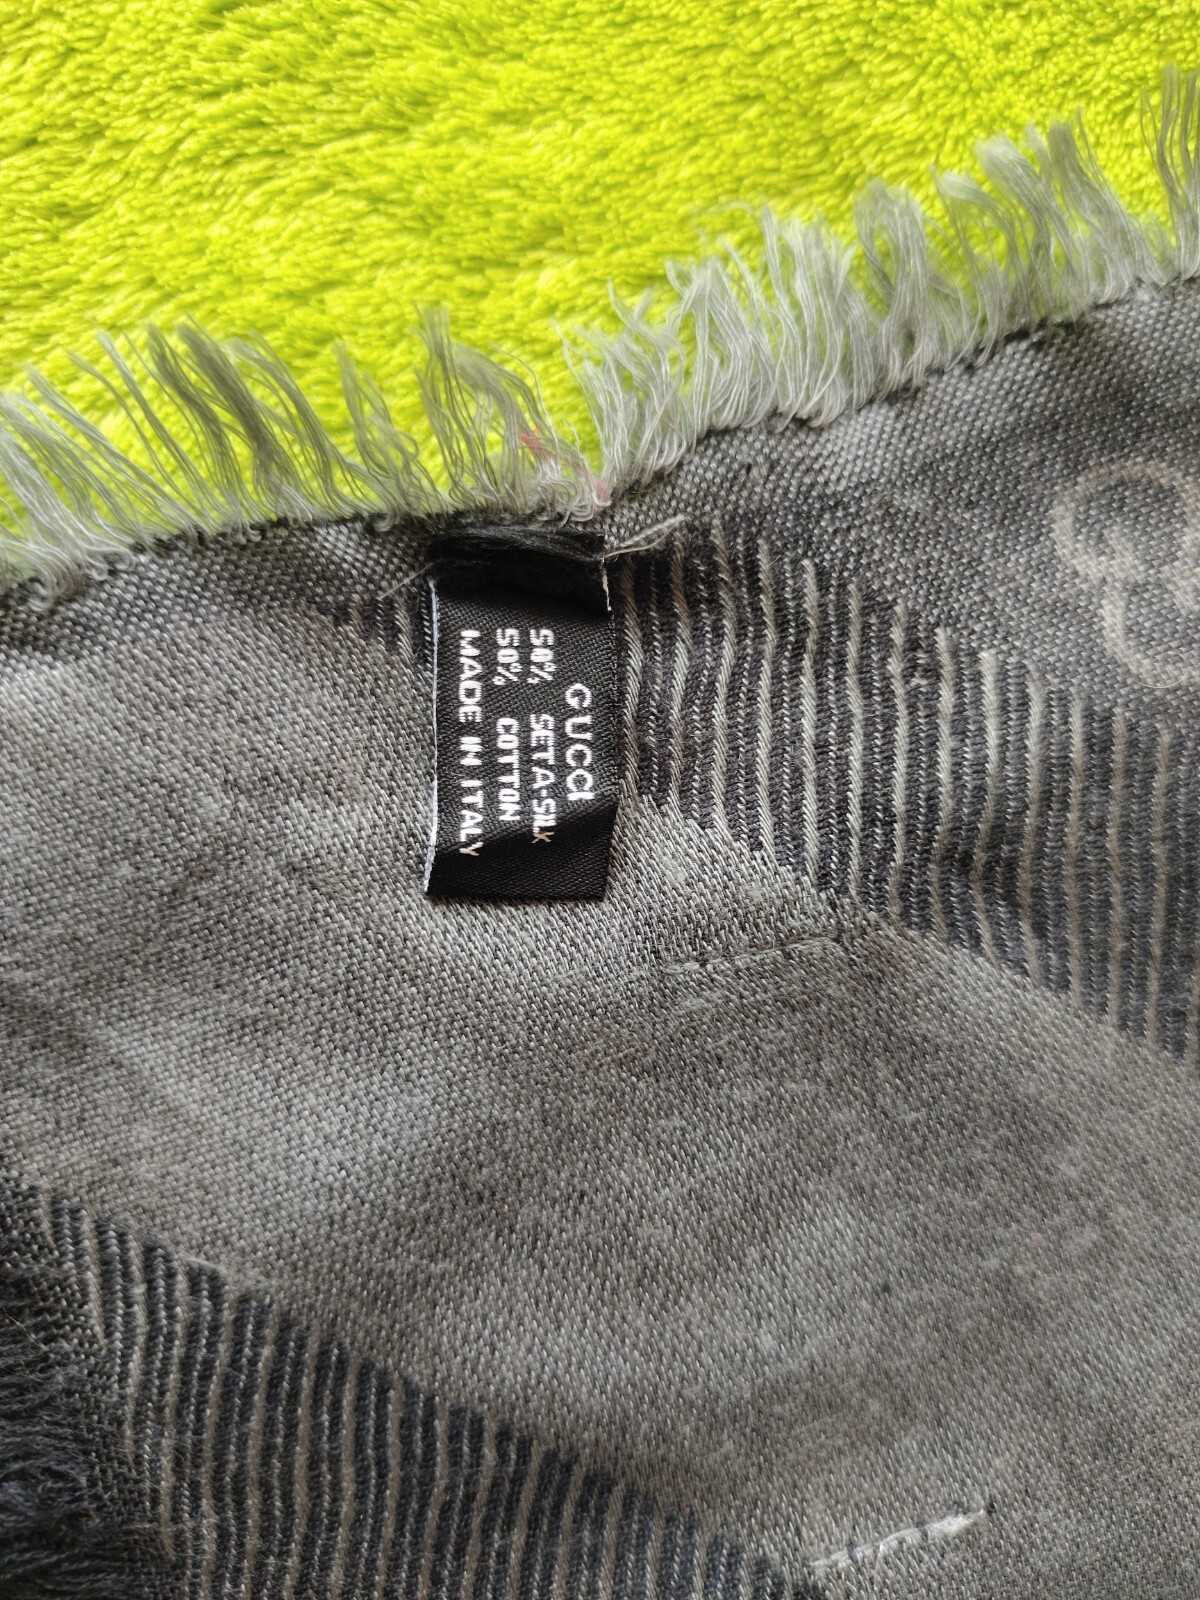 GUCCI
50% SETA-SILK
50% COTTON
MADE IN ITALY